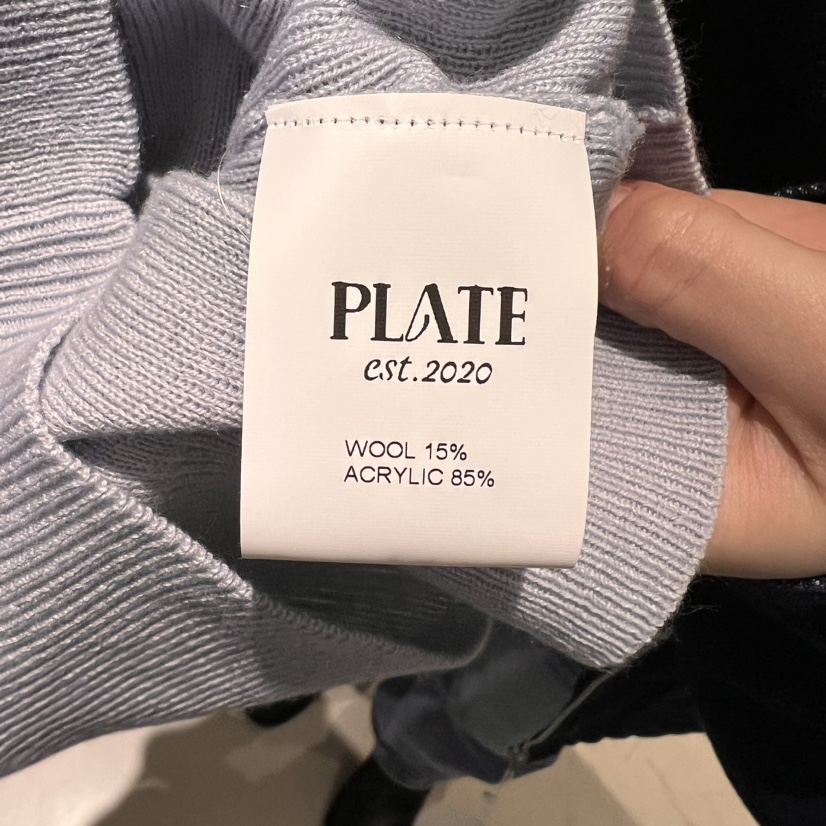 PLATE
est.2020
WOOL 15%
ACRYLIC 85%